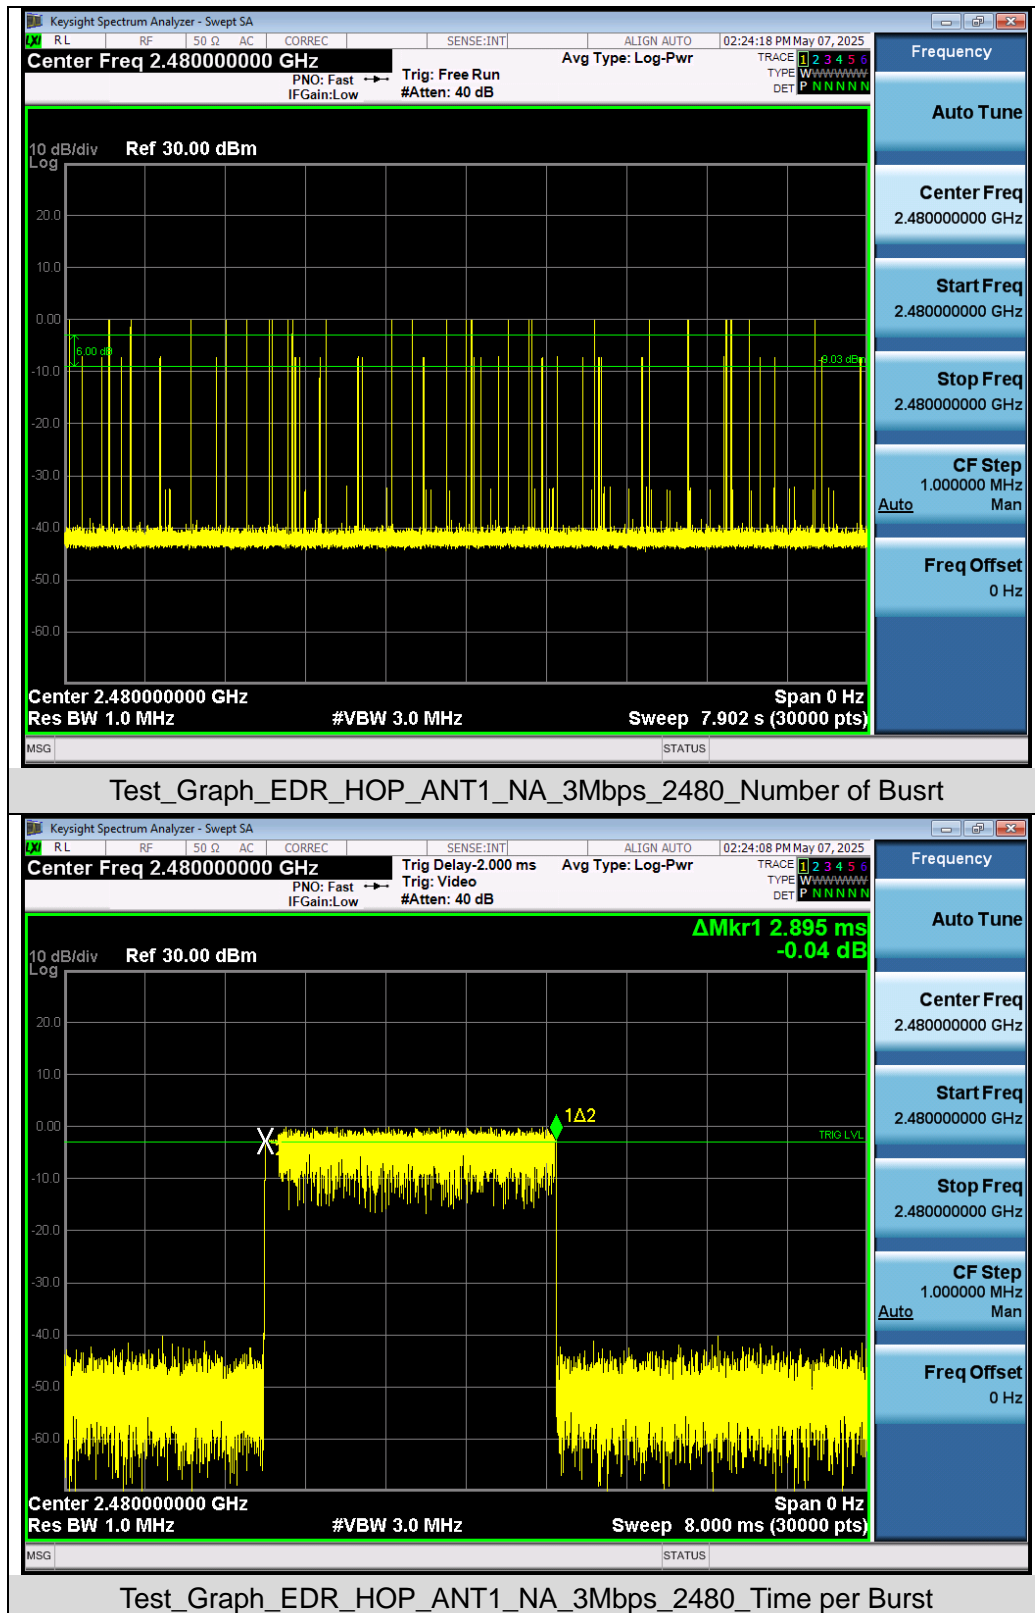 Keysight Spectrum Analyzer - Swept SA
LXI RL RF 50 Ω AC CORREC SENSE:INT ALIGN AUTO 02:24:18 PM May 07, 2025
Center Freq 2.480000000 GHz Avg Type: Log-Pwr TRACE 1 2 3 4 5 6
PNO: Fast Trig: Free Run TYPE WWWWWW
IFGain:Low #Atten: 40 dB DET P N N N N N
Frequency
Auto Tune
10 dB/div Ref 30.00 dBm
Log
Center Freq
2.480000000 GHz
20.0
10.0
Start Freq
2.480000000 GHz
0.00
6.00 dB
-9.03 dBm
-10.0
Stop Freq
2.480000000 GHz
-20.0
-30.0
CF Step
1.000000 MHz
Auto Man
-40.0
Freq Offset
0 Hz
-50.0
-60.0
Center 2.480000000 GHz Span 0 Hz
Res BW 1.0 MHz #VBW 3.0 MHz Sweep 7.902 s (30000 pts)
MSG STATUS
Test_Graph_EDR_HOP_ANT1_NA_3Mbps_2480_Number of Busrt
Keysight Spectrum Analyzer - Swept SA
LXI RL RF 50 Ω AC CORREC SENSE:INT ALIGN AUTO 02:24:08 PM May 07, 2025
Center Freq 2.480000000 GHz Trig Delay-2.000 ms Avg Type: Log-Pwr TRACE 1 2 3 4 5 6
PNO: Fast Trig: Video TYPE WWWWWW
IFGain:Low #Atten: 40 dB DET P N N N N N
Frequency
Auto Tune
ΔMkr1 2.895 ms
-0.04 dB
10 dB/div Ref 30.00 dBm
Log
Center Freq
2.480000000 GHz
20.0
10.0
Start Freq
2.480000000 GHz
0.00
1Δ2
TRIG LVL
-10.0
Stop Freq
2.480000000 GHz
-20.0
-30.0
CF Step
1.000000 MHz
Auto Man
-40.0
Freq Offset
0 Hz
-50.0
-60.0
Center 2.480000000 GHz Span 0 Hz
Res BW 1.0 MHz #VBW 3.0 MHz Sweep 8.000 ms (30000 pts)
MSG STATUS
Test_Graph_EDR_HOP_ANT1_NA_3Mbps_2480_Time per Burst